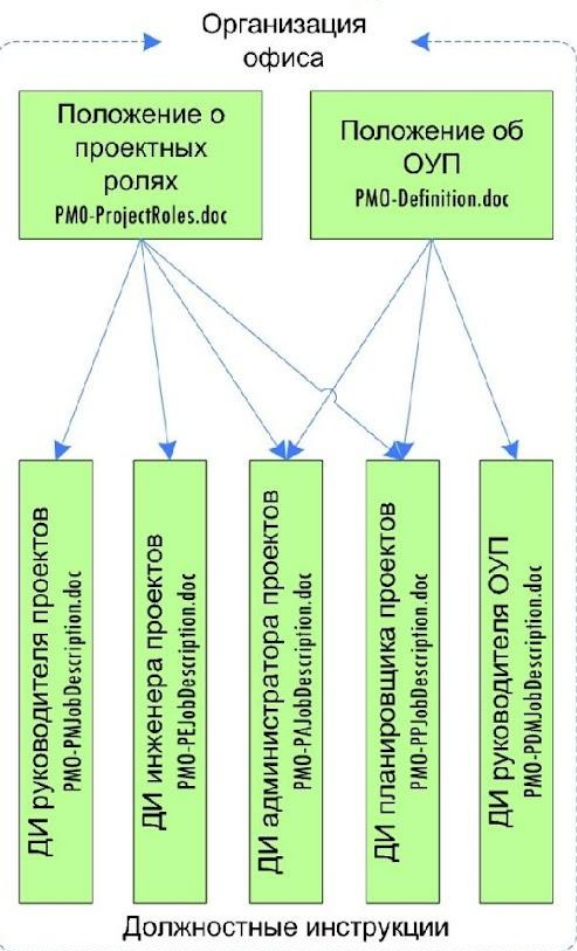 Организация
офиса
Положение о
проектных
ролях
PMO-ProjectRoles.doc
Положение об
ОУП
PMO-Definition.doc
ДИ руководителя проектов
PMO-PMJobDescription.doc
ДИ инженера проектов
PMO-PEJobDescription.doc
ДИ администратора проектов
PMO-PAJobDescription.doc
ДИ планировщика проектов
PMO-PPJobDescription.doc
ДИ руководителя ОУП
PMO-PDMJobDescription.doc
Должностные инструкции